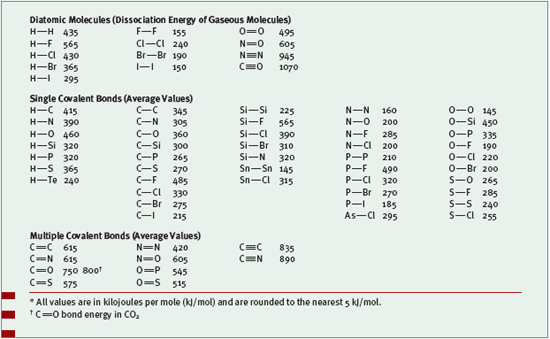 Diatomic Molecules (Dissociation Energy of Gaseous Molecules)
H—H 435 F—F 155 O=O 495
H—F 565 Cl—Cl 240 N=O 605
H—Cl 430 Br—Br 190 N≡N 945
H—Br 365 I—I 150 C≡O 1070
H—I 295
Single Covalent Bonds (Average Values)
H—C 415 C—C 345 Si—Si 225 N—N 160 O—O 145
H—N 390 C—N 305 Si—F 565 N—O 200 O—Si 450
H—O 460 C—O 360 Si—Cl 390 N—F 285 O—P 335
H—Si 320 C—Si 300 Si—Br 310 N—Cl 200 O—F 190
H—P 320 C—P 265 Si—N 320 P—P 210 O—Cl 220
H—S 365 C—S 270 Sn—Sn 145 P—F 490 O—Br 200
H—Te 240 C—F 485 Sn—Cl 315 P—Cl 320 S—O 265
C—Cl 330 P—Br 270 S—F 285
C—Br 275 P—I 185 S—S 240
C—I 215 As—Cl 295 S—Cl 255
Multiple Covalent Bonds (Average Values)
C=C 615 N=N 420 C≡C 835
C=N 615 N=O 605 C≡N 890
C=O 750 800† O=P 545
C=S 575 O=S 515
* All values are in kilojoules per mole (kJ/mol) and are rounded to the nearest 5 kJ/mol.
† C=O bond energy in CO₂